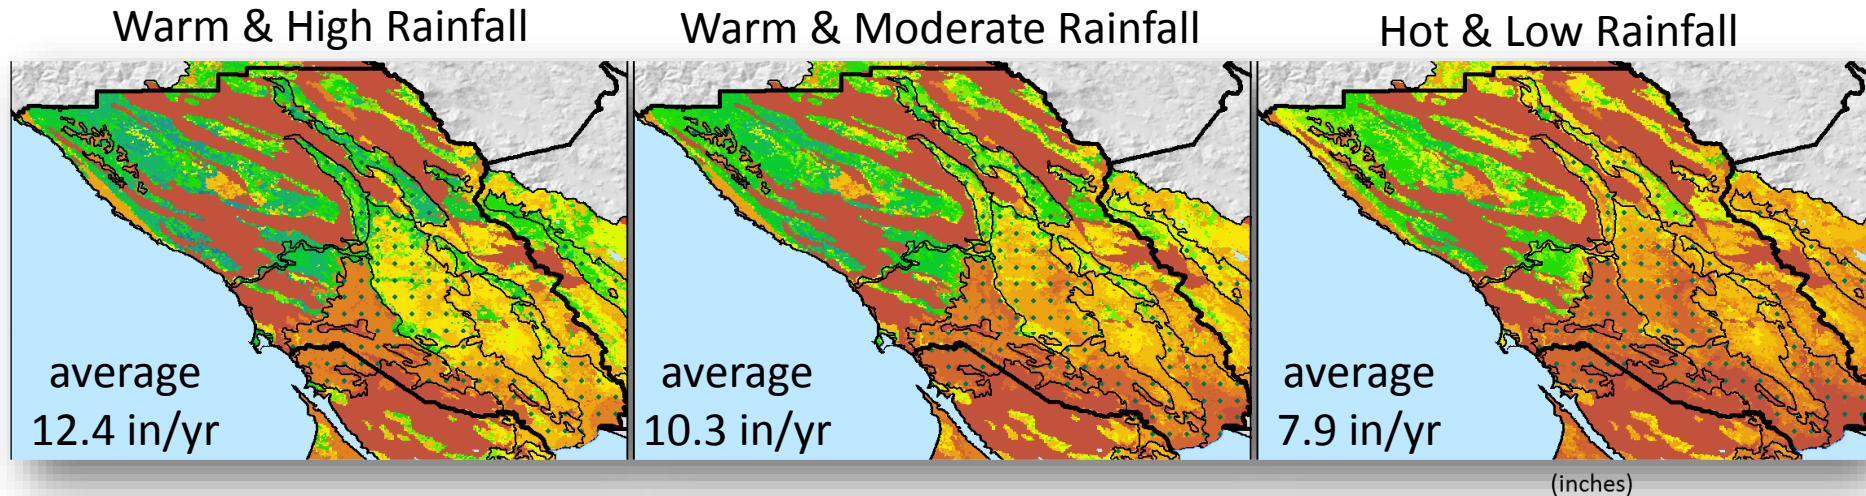 Warm & High Rainfall
Warm & Moderate Rainfall
Hot & Low Rainfall
average
12.4 in/yr
average
10.3 in/yr
average
7.9 in/yr
(inches)